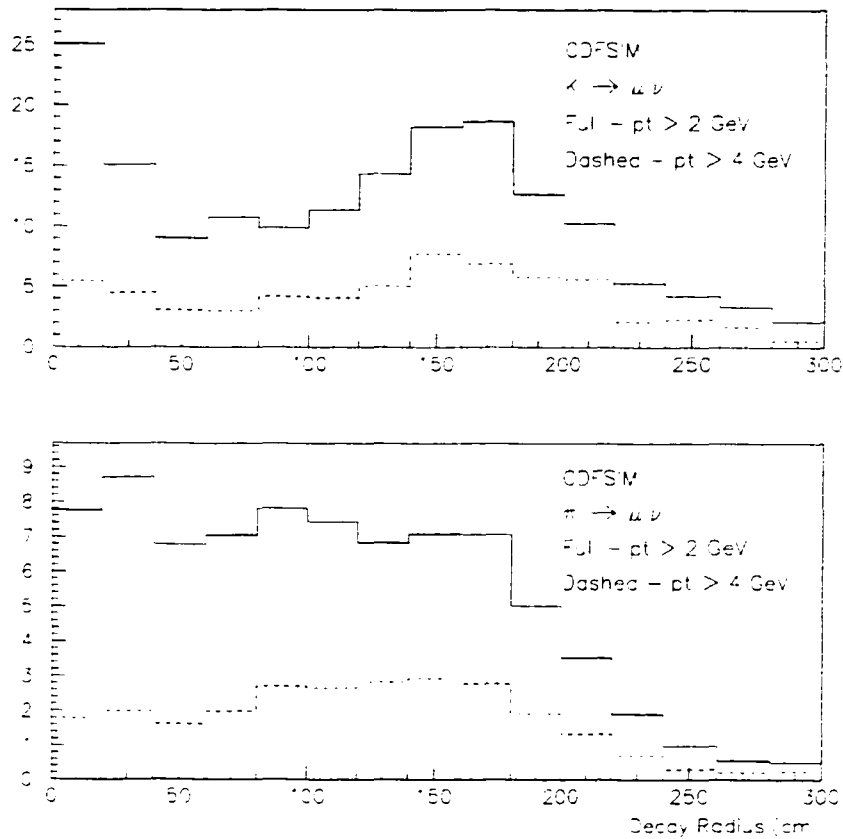 25
CDFSIM
K → μ ν
20
Full – pt > 2 GeV
15
Dashed – pt > 4 GeV
10
5
0
0 50 100 150 200 250 300
9
CDFSIM
8
π → μ ν
7
Full – pt > 2 GeV
6
Dashed – pt > 4 GeV
5
4
3
2
1
0
0 50 100 150 200 250 300
Decay Radius (cm